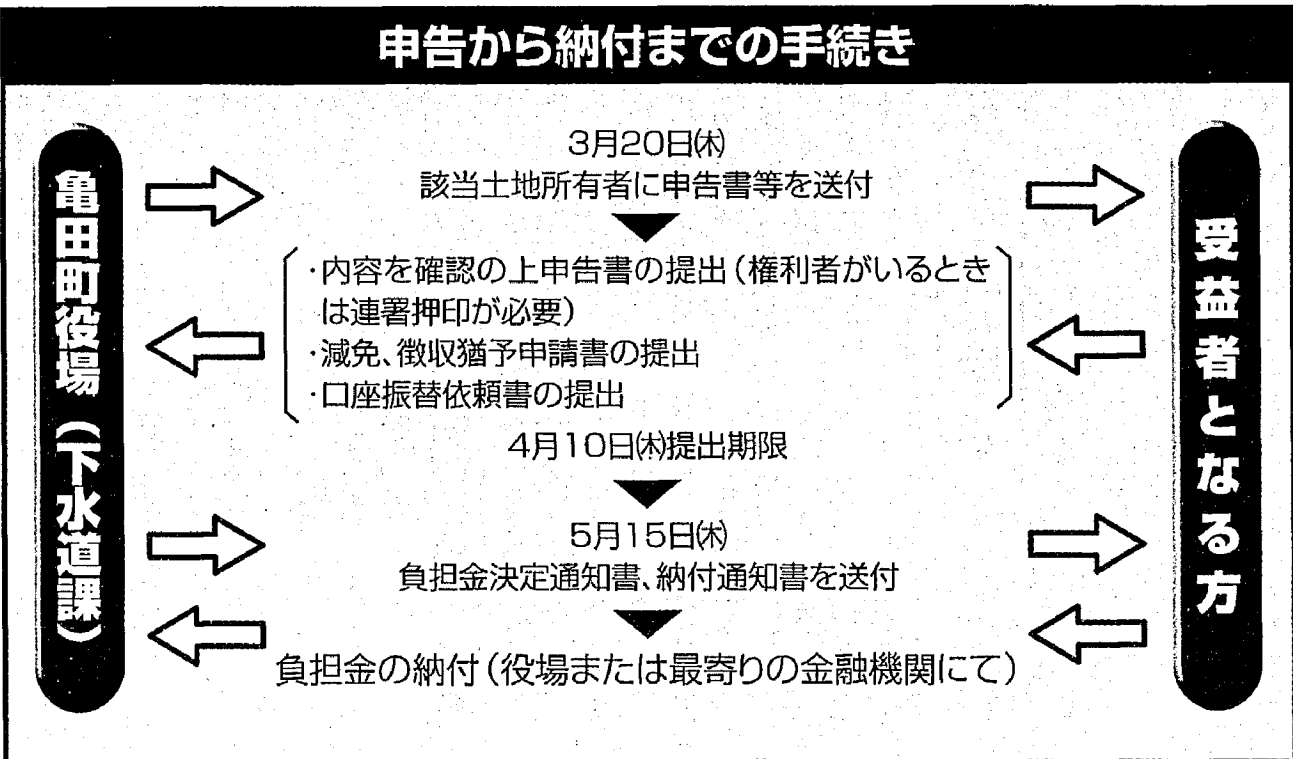 申告から納付までの手続き
亀田町役場(下水道課)
3月20日㈭
該当土地所有者に申告書等を送付
・内容を確認の上申告書の提出(権利者がいるとき
は連署押印が必要)
・減免、徴収猶予申請書の提出
・口座振替依頼書の提出
4月10日㈭提出期限
5月15日㈭
負担金決定通知書、納付通知書を送付
負担金の納付(役場または最寄りの金融機関にて)
受益者となる方